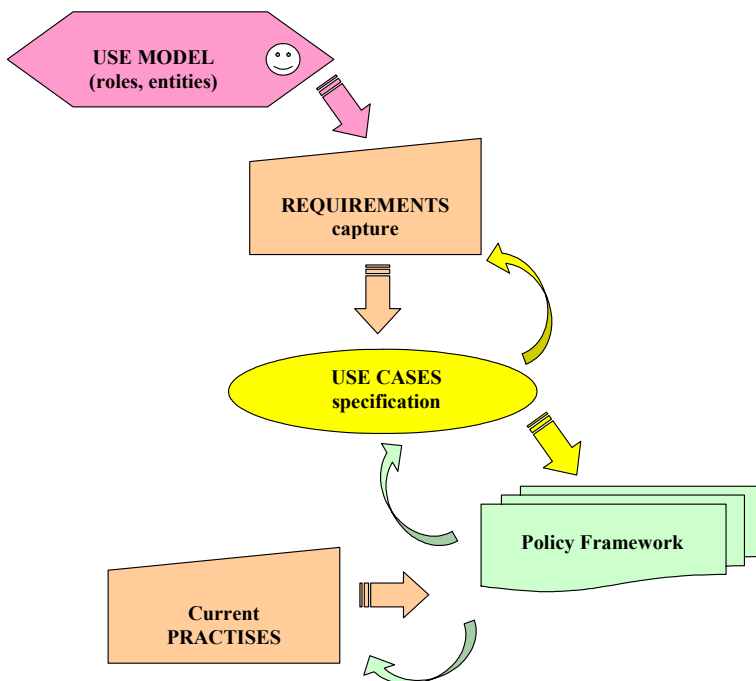 USE MODEL
(roles, entities)
REQUIREMENTS
capture
USE CASES
specification
Policy Framework
Current
PRACTISES